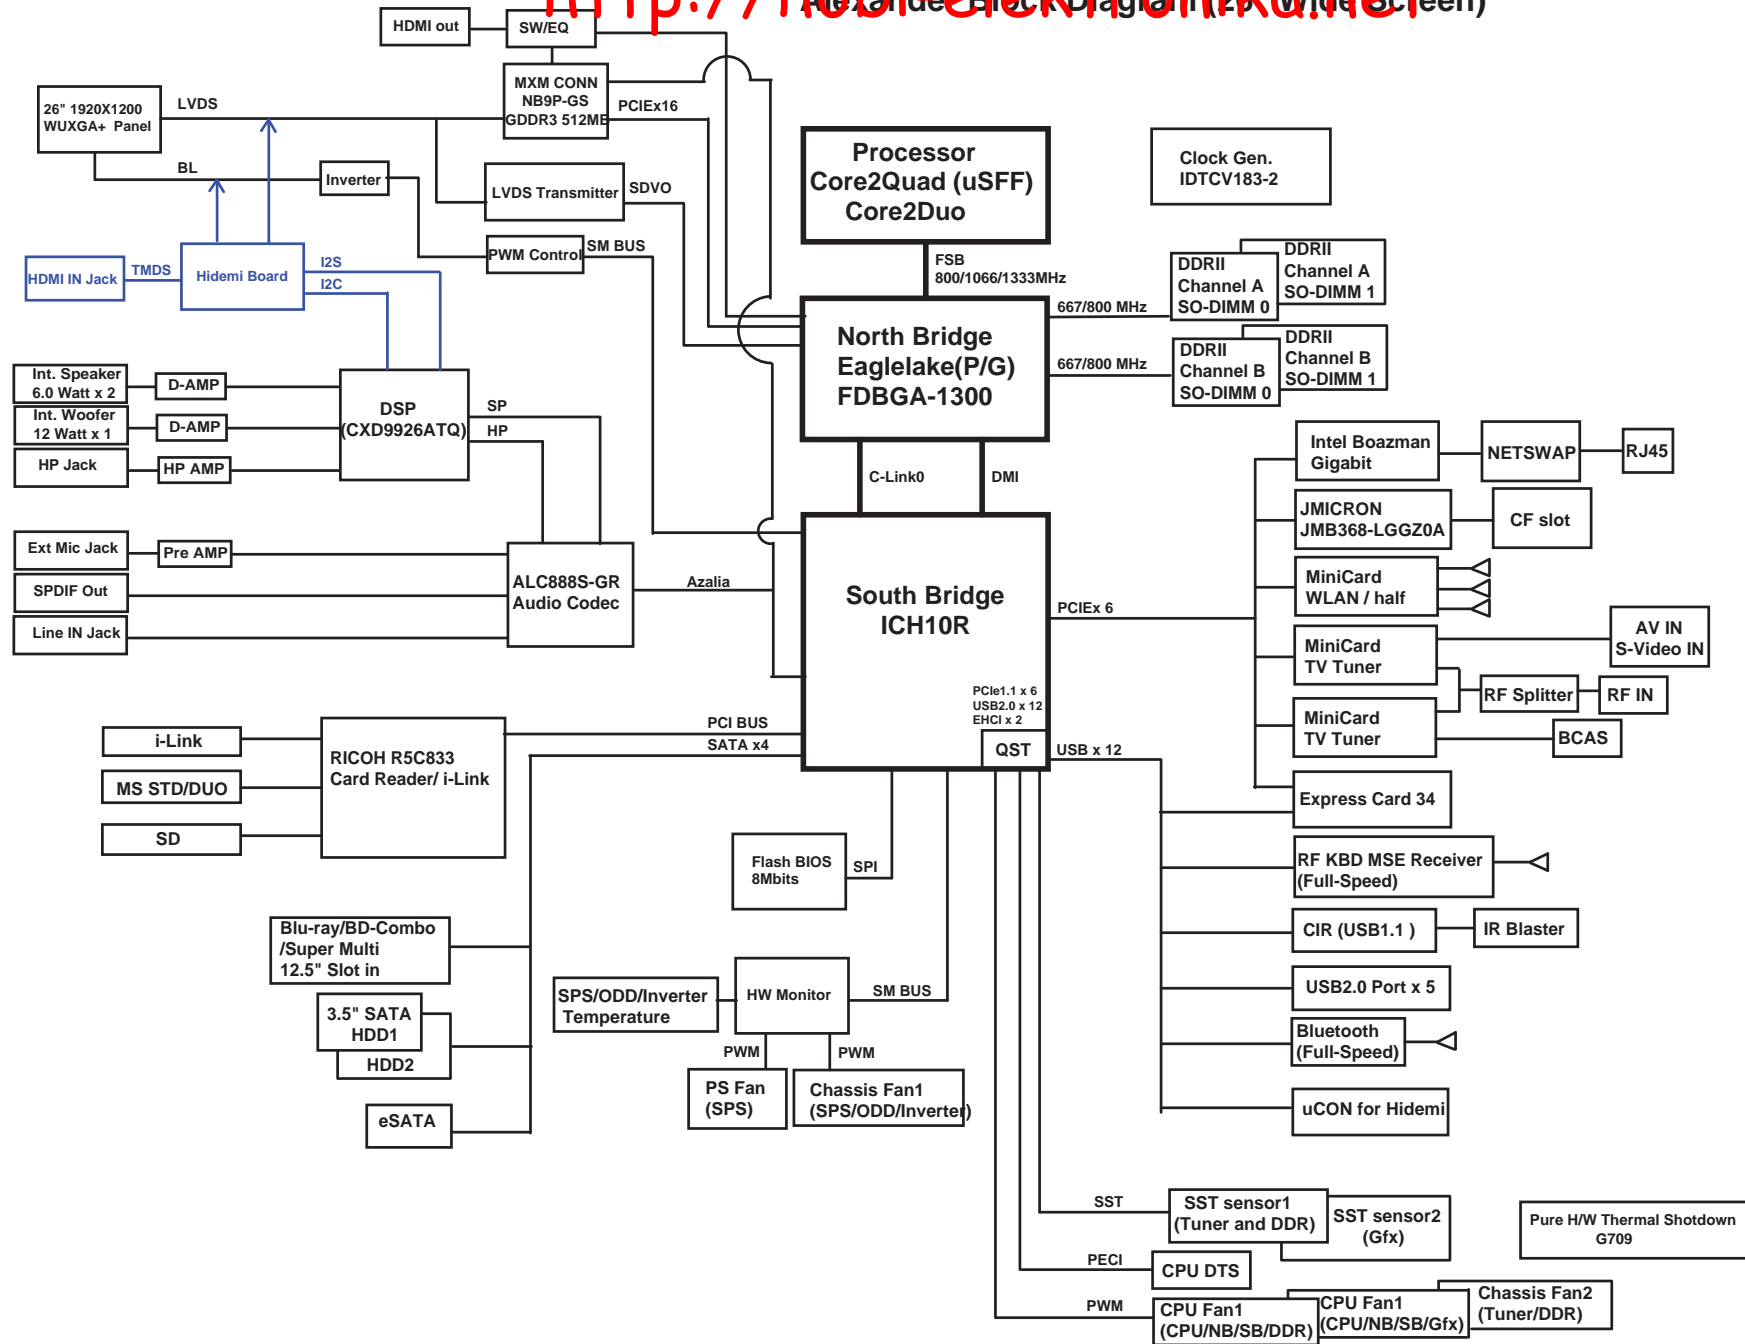 HDMI out
SW/EQ
MXM CONN
NB9P-GS
GDDR3 512MB
PCIEx16
26" 1920X1200
WUXGA+ Panel
LVDS
BL
Inverter
LVDS Transmitter
SDVO
PWM Control
SM BUS
HDMI IN Jack
TMDS
Hidemi Board
I2S
I2C
Processor
Core2Quad (uSFF)
Core2Duo
Clock Gen.
IDTCV183-2
FSB
800/1066/1333MHz
North Bridge
Eaglelake(P/G)
FDBGA-1300
667/800 MHz
DDRII
Channel A
SO-DIMM 0
DDRII
Channel A
SO-DIMM 1
667/800 MHz
DDRII
Channel B
SO-DIMM 0
DDRII
Channel B
SO-DIMM 1
Int. Speaker
6.0 Watt x 2
D-AMP
Int. Woofer
12 Watt x 1
D-AMP
HP Jack
HP AMP
DSP
(CXD9926ATQ)
SP
HP
C-Link0
DMI
Ext Mic Jack
Pre AMP
SPDIF Out
Line IN Jack
ALC888S-GR
Audio Codec
Azalia
South Bridge
ICH10R
PCIe1.1 x 6
USB2.0 x 12
EHCI x 2
QST
PCIEx 6
USB x 12
Intel Boazman
Gigabit
NETSWAP
RJ45
JMICRON
JMB368-LGGZ0A
CF slot
MiniCard
WLAN / half
MiniCard
TV Tuner
AV IN
S-Video IN
RF Splitter
RF IN
MiniCard
TV Tuner
BCAS
Express Card 34
RF KBD MSE Receiver
(Full-Speed)
CIR (USB1.1 )
IR Blaster
USB2.0 Port x 5
Bluetooth
(Full-Speed)
uCON for Hidemi
i-Link
MS STD/DUO
SD
RICOH R5C833
Card Reader/ i-Link
PCI BUS
SATA x4
Flash BIOS
8Mbits
SPI
Blu-ray/BD-Combo
/Super Multi
12.5" Slot in
3.5" SATA
HDD1
HDD2
eSATA
SPS/ODD/Inverter
Temperature
HW Monitor
SM BUS
PWM
PWM
PS Fan
(SPS)
Chassis Fan1
(SPS/ODD/Inverter)
SST
SST sensor1
(Tuner and DDR)
SST sensor2
(Gfx)
PECI
CPU DTS
PWM
CPU Fan1
(CPU/NB/SB/DDR)
CPU Fan1
(CPU/NB/SB/Gfx)
Chassis Fan2
(Tuner/DDR)
Pure H/W Thermal Shotdown
G709